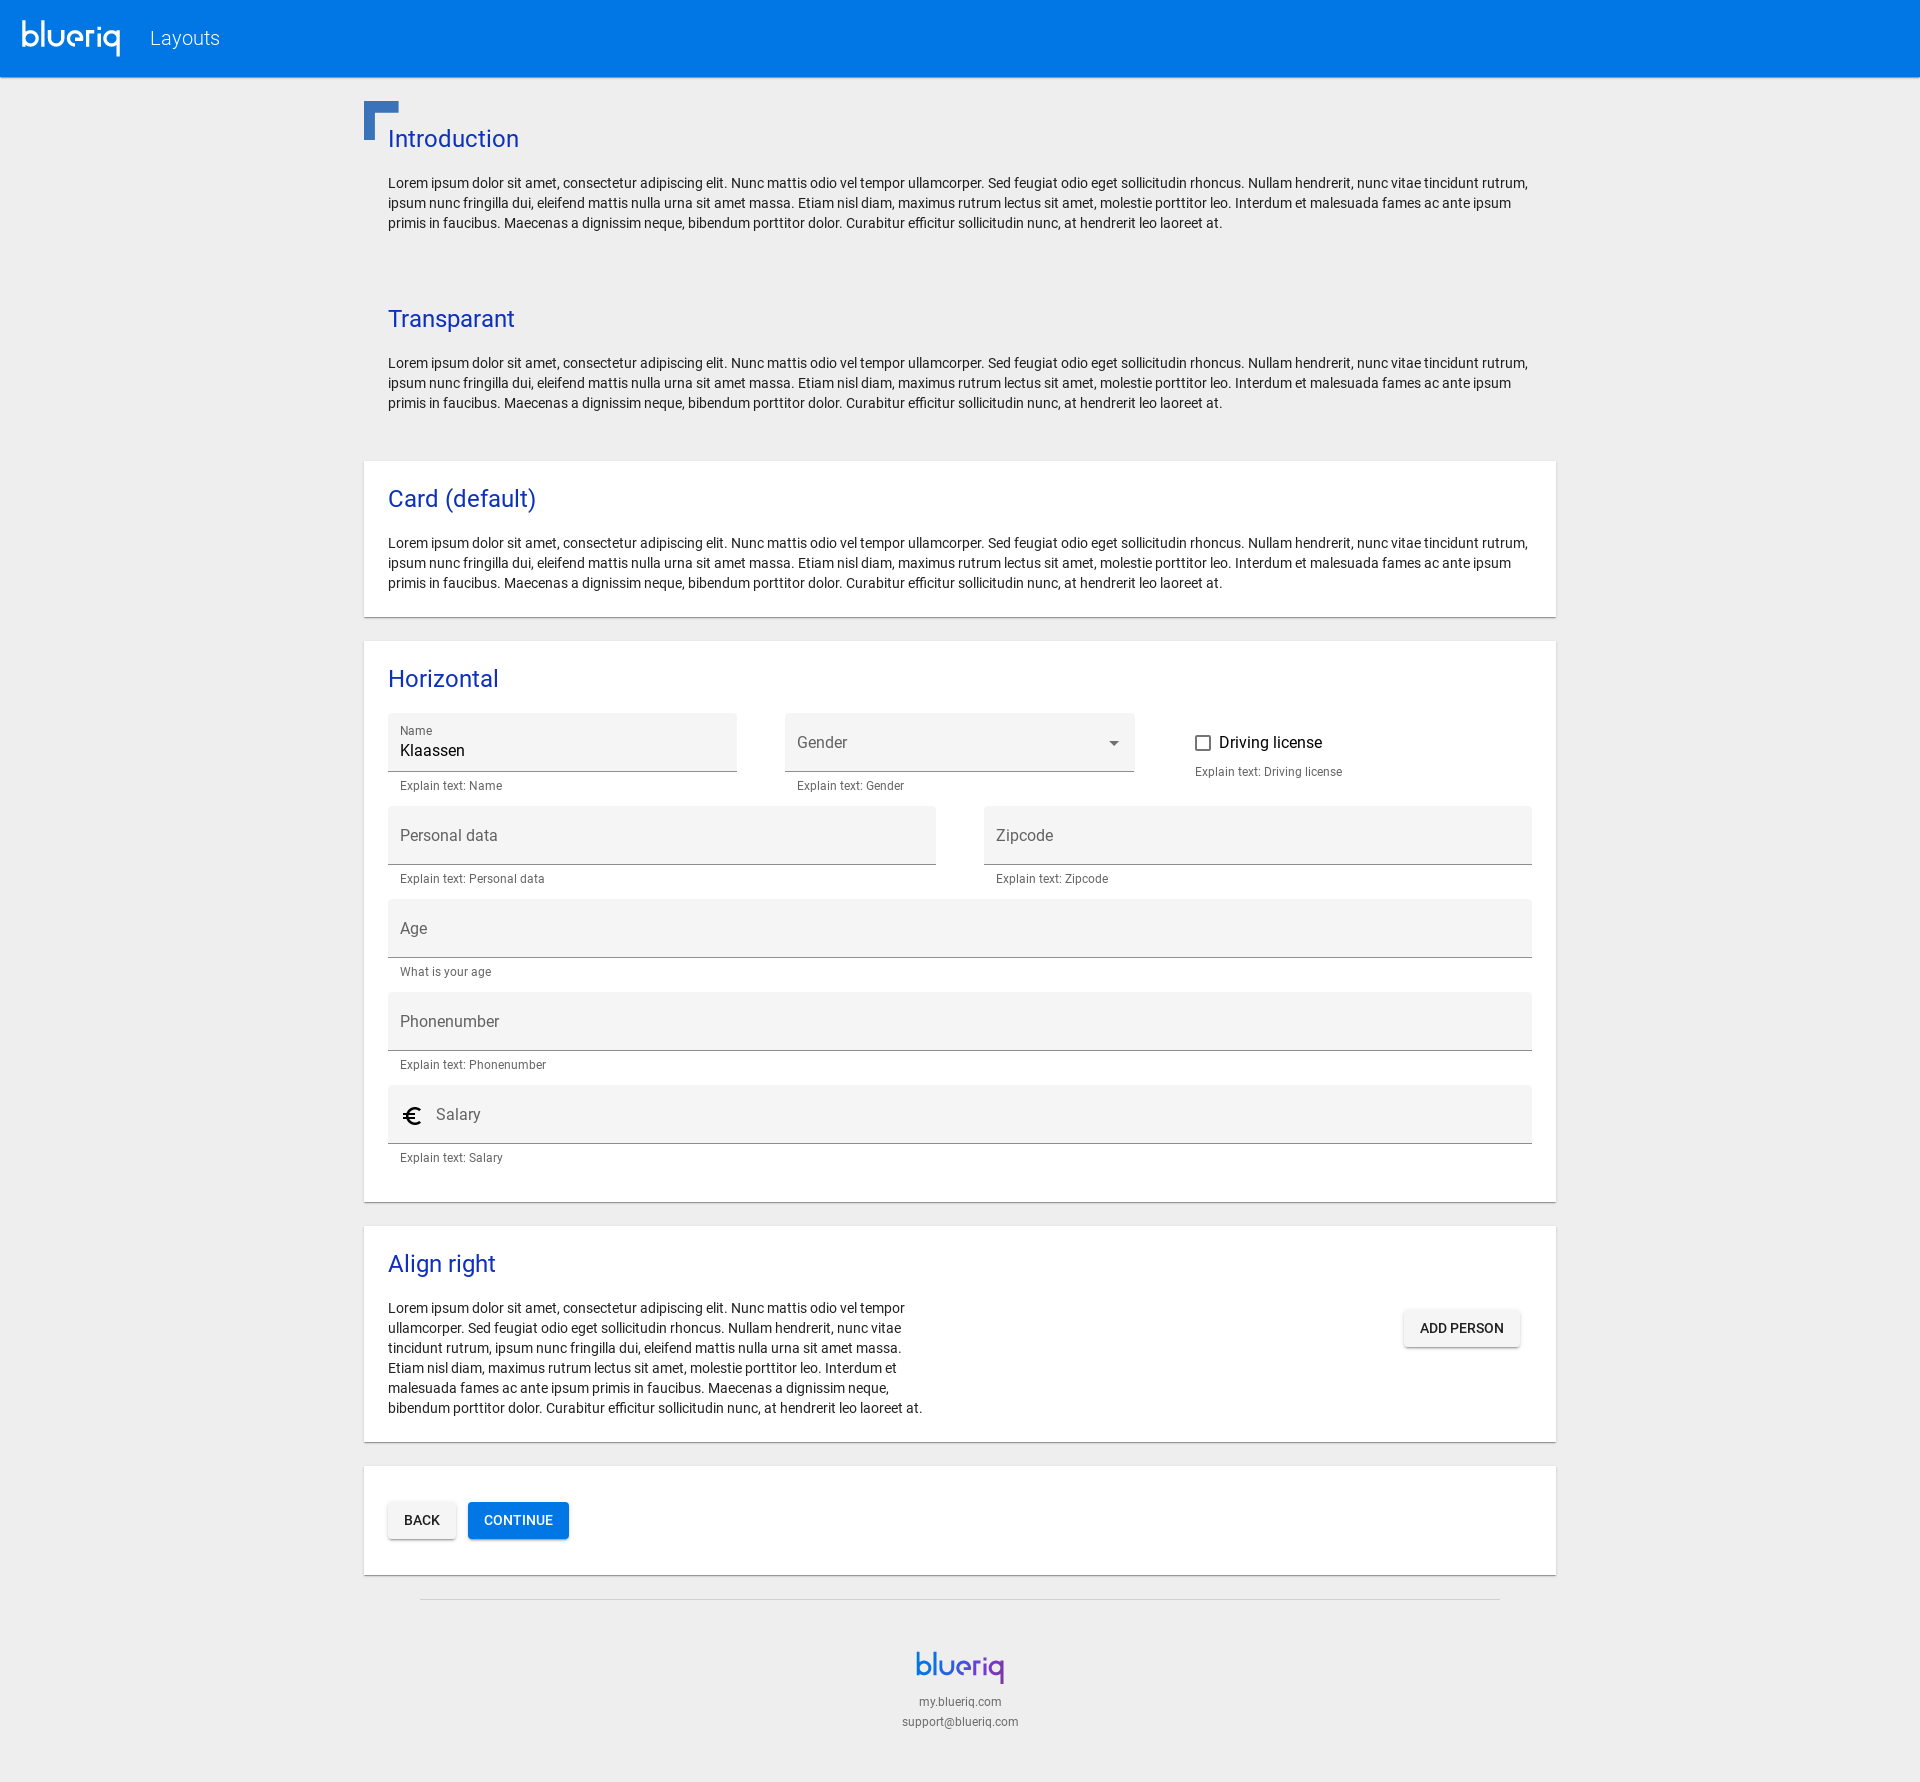 blueriq Layouts
Introduction
Lorem ipsum dolor sit amet, consectetur adipiscing elit. Nunc mattis odio vel tempor ullamcorper. Sed feugiat odio eget sollicitudin rhoncus. Nullam hendrerit, nunc vitae tincidunt rutrum,
ipsum nunc fringilla dui, eleifend mattis nulla urna sit amet massa. Etiam nisl diam, maximus rutrum lectus sit amet, molestie porttitor leo. Interdum et malesuada fames ac ante ipsum
primis in faucibus. Maecenas a dignissim neque, bibendum porttitor dolor. Curabitur efficitur sollicitudin nunc, at hendrerit leo laoreet at.
Transparant
Lorem ipsum dolor sit amet, consectetur adipiscing elit. Nunc mattis odio vel tempor ullamcorper. Sed feugiat odio eget sollicitudin rhoncus. Nullam hendrerit, nunc vitae tincidunt rutrum,
ipsum nunc fringilla dui, eleifend mattis nulla urna sit amet massa. Etiam nisl diam, maximus rutrum lectus sit amet, molestie porttitor leo. Interdum et malesuada fames ac ante ipsum
primis in faucibus. Maecenas a dignissim neque, bibendum porttitor dolor. Curabitur efficitur sollicitudin nunc, at hendrerit leo laoreet at.
Card (default)
Lorem ipsum dolor sit amet, consectetur adipiscing elit. Nunc mattis odio vel tempor ullamcorper. Sed feugiat odio eget sollicitudin rhoncus. Nullam hendrerit, nunc vitae tincidunt rutrum,
ipsum nunc fringilla dui, eleifend mattis nulla urna sit amet massa. Etiam nisl diam, maximus rutrum lectus sit amet, molestie porttitor leo. Interdum et malesuada fames ac ante ipsum
primis in faucibus. Maecenas a dignissim neque, bibendum porttitor dolor. Curabitur efficitur sollicitudin nunc, at hendrerit leo laoreet at.
Horizontal
Name
Klaassen
Explain text: Name
Gender
Explain text: Gender
Driving license
Explain text: Driving license
Personal data
Explain text: Personal data
Zipcode
Explain text: Zipcode
Age
What is your age
Phonenumber
Explain text: Phonenumber
€ Salary
Explain text: Salary
Align right
Lorem ipsum dolor sit amet, consectetur adipiscing elit. Nunc mattis odio vel tempor
ullamcorper. Sed feugiat odio eget sollicitudin rhoncus. Nullam hendrerit, nunc vitae
tincidunt rutrum, ipsum nunc fringilla dui, eleifend mattis nulla urna sit amet massa.
Etiam nisl diam, maximus rutrum lectus sit amet, molestie porttitor leo. Interdum et
malesuada fames ac ante ipsum primis in faucibus. Maecenas a dignissim neque,
bibendum porttitor dolor. Curabitur efficitur sollicitudin nunc, at hendrerit leo laoreet at.
ADD PERSON
BACK CONTINUE
blueriq
my.blueriq.com
support@blueriq.com